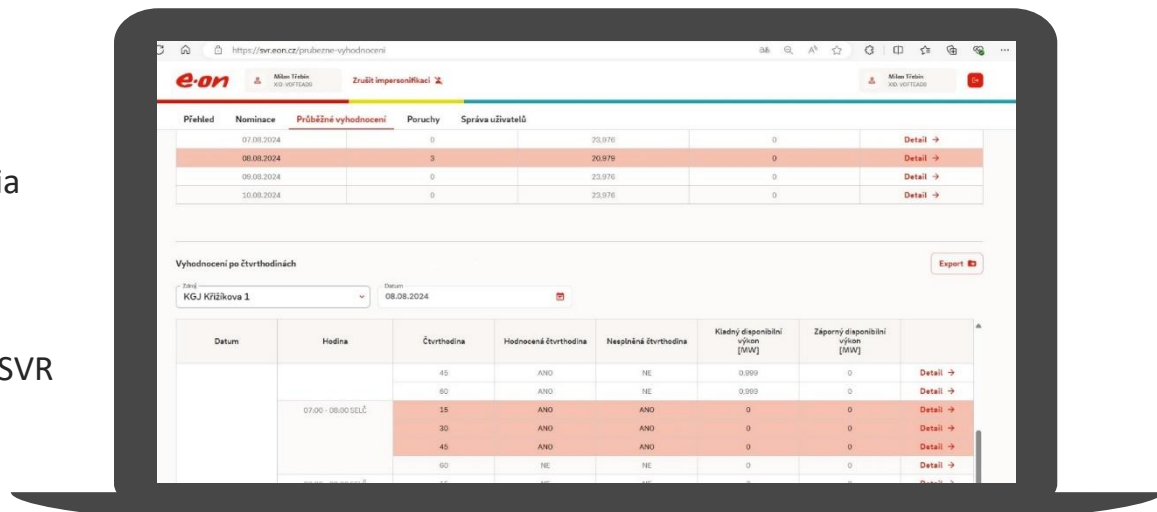 ia
SVR
https://svr.eon.cz/prubezne-vyhodnoceni
e·on
Milan Třebin
Zrušit impersonifikaci
Milan Třebin
Přehled Nominace Průběžné vyhodnocení Poruchy Správa uživatelů
07.08.2024 0 23,976 0 Detail →
08.08.2024 3 20,979 0 Detail →
09.08.2024 0 23,976 0 Detail →
10.08.2024 0 23,976 0 Detail →
Vyhodnocení po čtvrthodinách
Export
Zdroj
KGJ Křižíkova 1
Datum
08.08.2024
Datum Hodina Čtvrthodina Hodnocená čtvrthodina Nesplněná čtvrthodina Kladný disponibilní výkon [MW] Záporný disponibilní výkon [MW]
45 ANO NE 0,999 0 Detail →
60 ANO NE 0,999 0 Detail →
07:00 - 08:00 SELČ 15 ANO ANO 0 0 Detail →
30 ANO ANO 0 0 Detail →
45 ANO ANO 0 0 Detail →
60 NE NE 0 0 Detail →